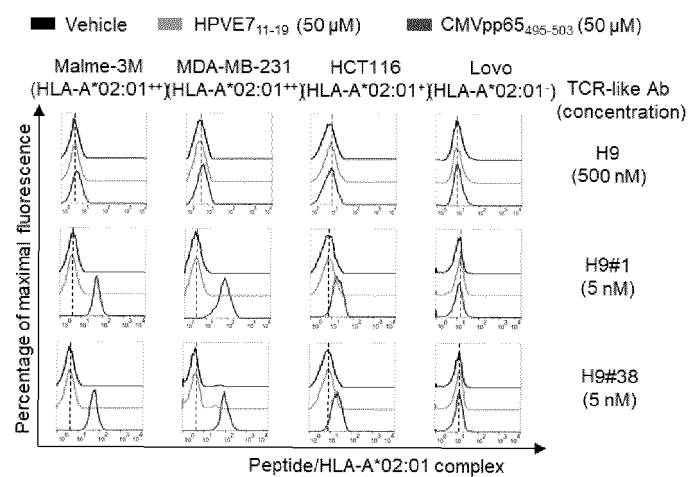 Vehicle HPVE7₁₁₋₁₉ (50 µM) CMVpp65₄₉₅₋₅₀₃ (50 µM)
Malme-3M MDA-MB-231 HCT116 Lovo
(HLA-A*02:01⁺⁺)(HLA-A*02:01⁺⁺)(HLA-A*02:01⁺)(HLA-A*02:01⁻)
TCR-like Ab
(concentration)
Percentage of maximal fluorescence
H9
(500 nM)
H9#1
(5 nM)
H9#38
(5 nM)
Peptide/HLA-A*02:01 complex